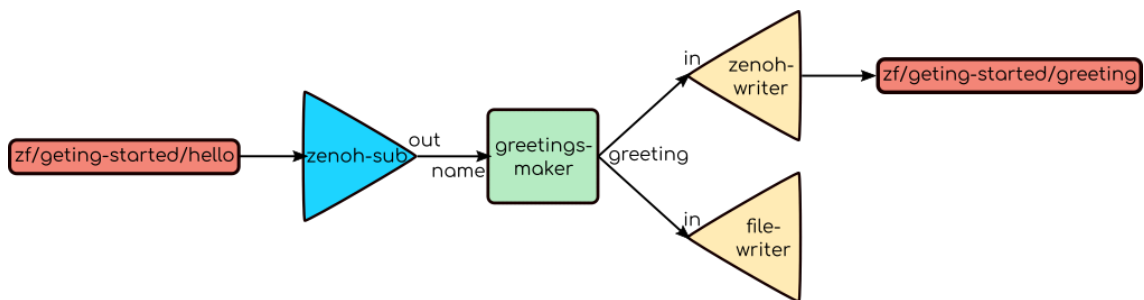 zf/geting-started/hello
zenoh-sub
out
name
greetings-
maker
greeting
in
zenoh-
writer
zf/geting-started/greeting
in
file-
writer